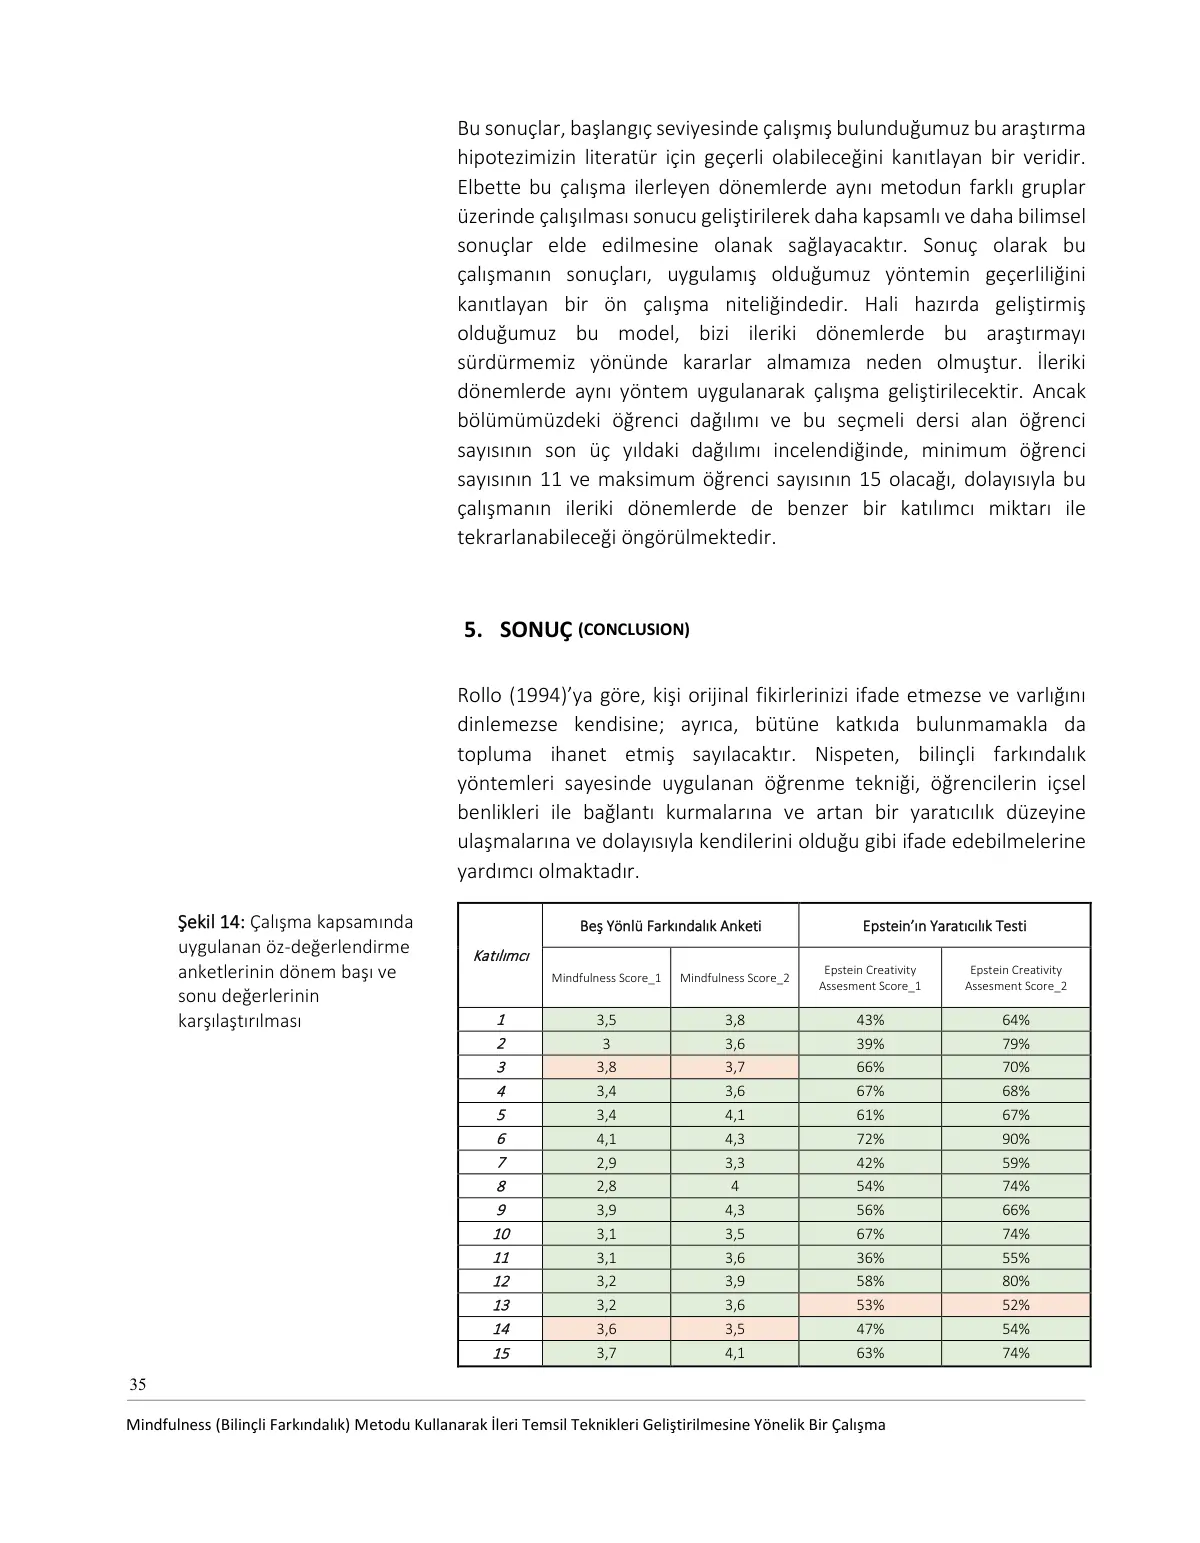 Bu sonuçlar, başlangıç seviyesinde çalışmış bulunduğumuz bu araştırma
hipotezimizin literatür için geçerli olabileceğini kanıtlayan bir veridir.
Elbette bu çalışma ilerleyen dönemlerde aynı metodun farklı gruplar
üzerinde çalışılması sonucu geliştirilerek daha kapsamlı ve daha bilimsel
sonuçlar elde edilmesine olanak sağlayacaktır. Sonuç olarak bu
çalışmanın sonuçları, uygulamış olduğumuz yöntemin geçerliliğini
kanıtlayan bir ön çalışma niteliğindedir. Hali hazırda geliştirmiş
olduğumuz bu model, bizi ileriki dönemlerde bu araştırmayı
sürdürmemiz yönünde kararlar almamıza neden olmuştur. İleriki
dönemlerde aynı yöntem uygulanarak çalışma geliştirilecektir. Ancak
bölümümüzdeki öğrenci dağılımı ve bu seçmeli dersi alan öğrenci
sayısının son üç yıldaki dağılımı incelendiğinde, minimum öğrenci
sayısının 11 ve maksimum öğrenci sayısının 15 olacağı, dolayısıyla bu
çalışmanın ileriki dönemlerde de benzer bir katılımcı miktarı ile
tekrarlanabileceği öngörülmektedir.
5. SONUÇ (CONCLUSION)
Rollo (1994)’ya göre, kişi orijinal fikirlerinizi ifade etmezse ve varlığını
dinlemezse kendisine; ayrıca, bütüne katkıda bulunmamakla da
topluma ihanet etmiş sayılacaktır. Nispeten, bilinçli farkındalık
yöntemleri sayesinde uygulanan öğrenme tekniği, öğrencilerin içsel
benlikleri ile bağlantı kurmalarına ve artan bir yaratıcılık düzeyine
ulaşmalarına ve dolayısıyla kendilerini olduğu gibi ifade edebilmelerine
yardımcı olmaktadır.
Şekil 14: Çalışma kapsamında
uygulanan öz-değerlendirme
anketlerinin dönem başı ve
sonu değerlerinin
karşılaştırılması
Katılımcı Beş Yönlü Farkındalık Anketi Epstein’ın Yaratıcılık Testi
Mindfulness Score_1 Mindfulness Score_2 Epstein Creativity Assesment Score_1 Epstein Creativity Assesment Score_2
1 3,5 3,8 43% 64%
2 3 3,6 39% 79%
3 3,8 3,7 66% 70%
4 3,4 3,6 67% 68%
5 3,4 4,1 61% 67%
6 4,1 4,3 72% 90%
7 2,9 3,3 42% 59%
8 2,8 4 54% 74%
9 3,9 4,3 56% 66%
10 3,1 3,5 67% 74%
11 3,1 3,6 36% 55%
12 3,2 3,9 58% 80%
13 3,2 3,6 53% 52%
14 3,6 3,5 47% 54%
15 3,7 4,1 63% 74%
35
Mindfulness (Bilinçli Farkındalık) Metodu Kullanarak İleri Temsil Teknikleri Geliştirilmesine Yönelik Bir Çalışma